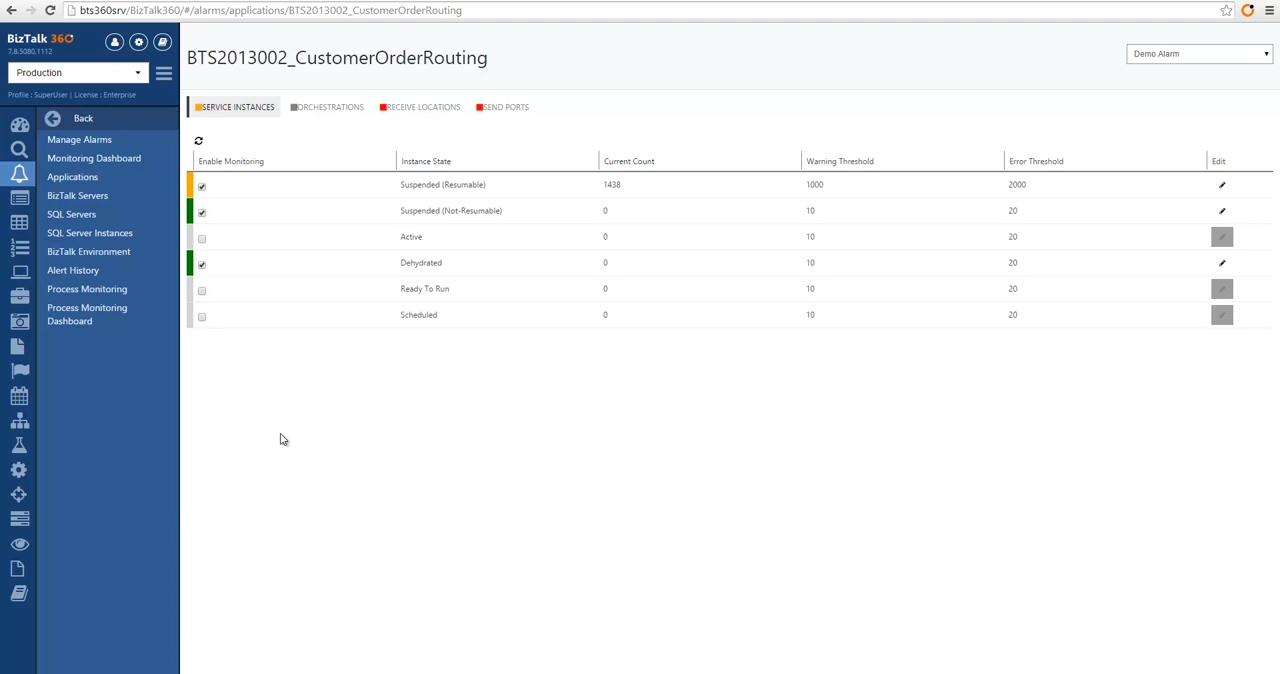 bts360srv/BizTalk360/#/alarms/applications/BTS2013002_CustomerOrderRouting
BizTalk 360
7.8.5080.1112
Production
Profile : SuperUser | License : Enterprise
Back
Manage Alarms
Monitoring Dashboard
Applications
BizTalk Servers
SQL Servers
SQL Server Instances
BizTalk Environment
Alert History
Process Monitoring
Process Monitoring
Dashboard
BTS2013002_CustomerOrderRouting
Demo Alarm
SERVICE INSTANCES ORCHESTRATIONS RECEIVE LOCATIONS SEND PORTS
Enable Monitoring Instance State Current Count Warning Threshold Error Threshold Edit
Suspended (Resumable) 1438 1000 2000
Suspended (Not-Resumable) 0 10 20
Active 0 10 20
Dehydrated 0 10 20
Ready To Run 0 10 20
Scheduled 0 10 20